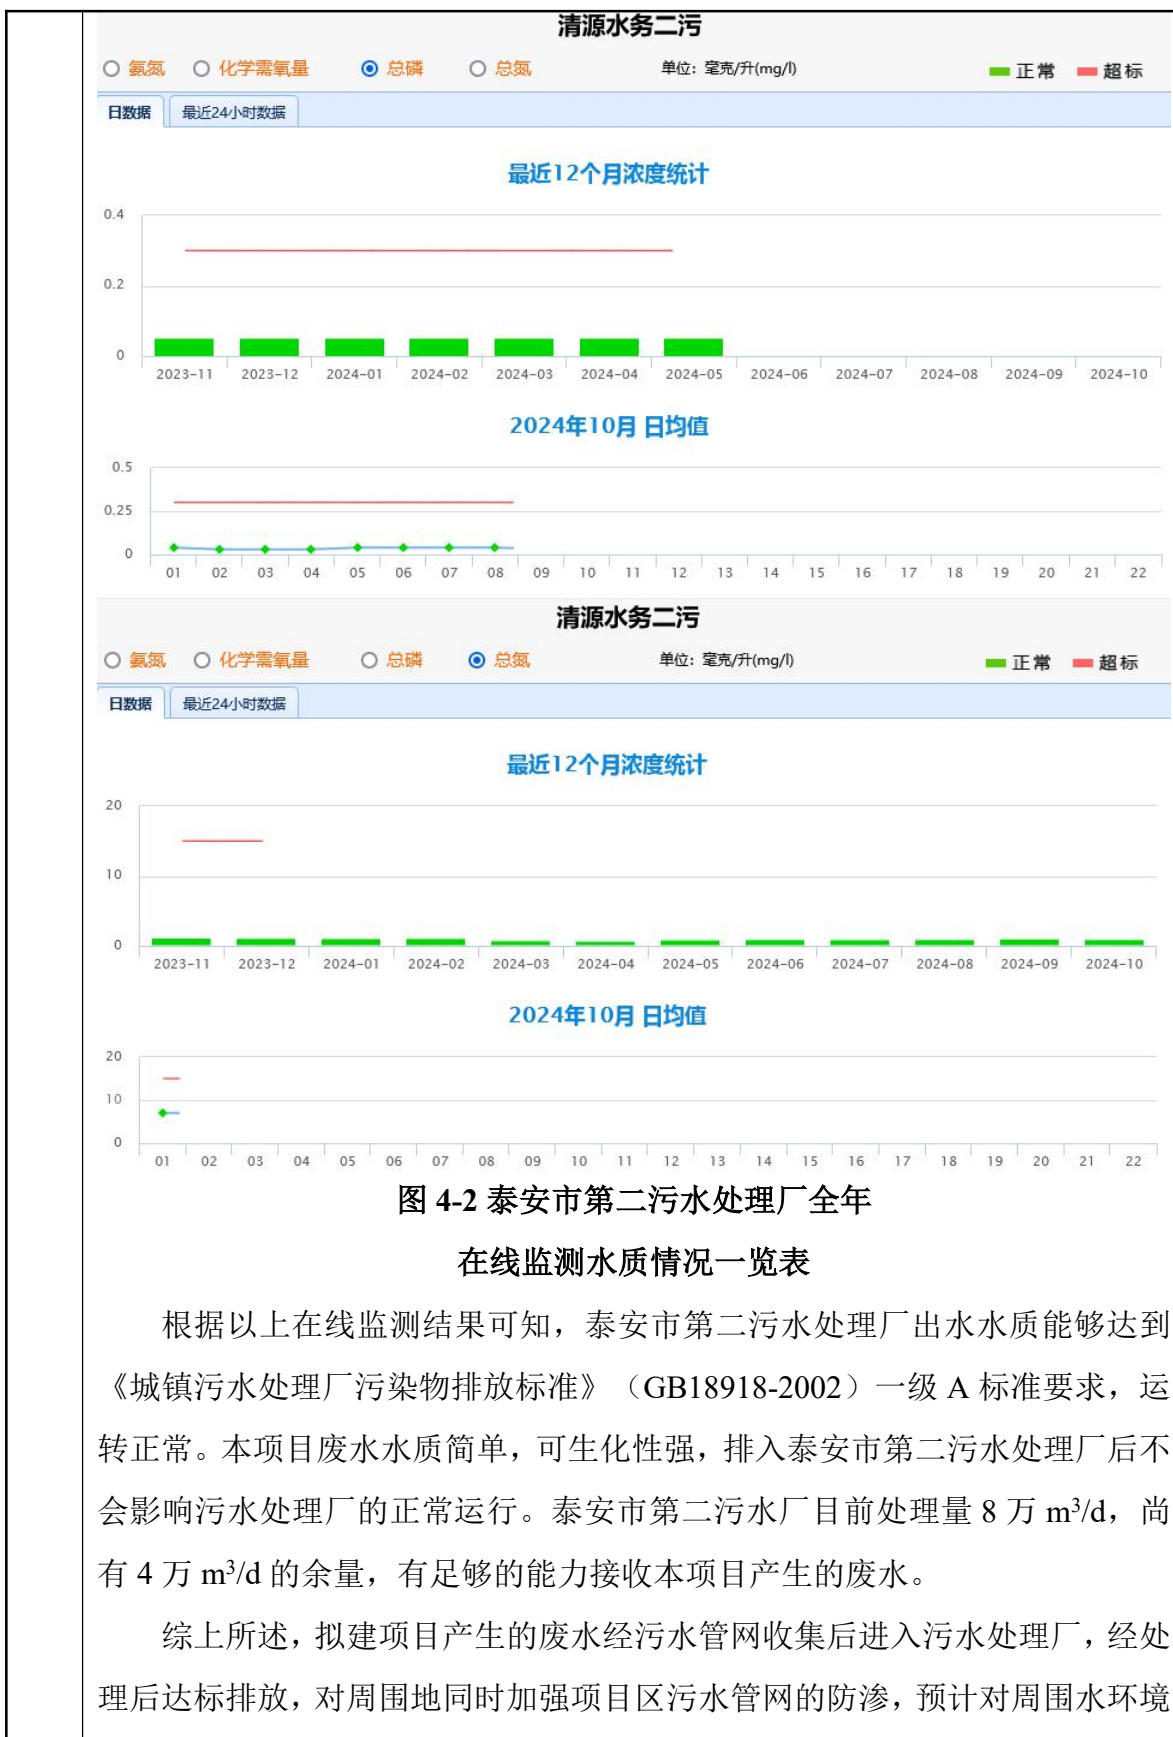 清源水务二污
氨氮 化学需氧量 总磷 总氮 单位：毫克/升(mg/l) 正常 超标
日数据 最近24小时数据
最近12个月浓度统计
0.4
0.2
0
2023-11 2023-12 2024-01 2024-02 2024-03 2024-04 2024-05 2024-06 2024-07 2024-08 2024-09 2024-10
2024年10月 日均值
0.5
0.25
0
01 02 03 04 05 06 07 08 09 10 11 12 13 14 15 16 17 18 19 20 21 22
清源水务二污
氨氮 化学需氧量 总磷 总氮 单位：毫克/升(mg/l) 正常 超标
日数据 最近24小时数据
最近12个月浓度统计
20
10
0
2023-11 2023-12 2024-01 2024-02 2024-03 2024-04 2024-05 2024-06 2024-07 2024-08 2024-09 2024-10
2024年10月 日均值
20
10
0
01 02 03 04 05 06 07 08 09 10 11 12 13 14 15 16 17 18 19 20 21 22
图 4-2 泰安市第二污水处理厂全年
在线监测水质情况一览表
根据以上在线监测结果可知，泰安市第二污水处理厂出水水质能够达到
《城镇污水处理厂污染物排放标准》（GB18918-2002）一级 A 标准要求，运
转正常。本项目废水水质简单，可生化性强，排入泰安市第二污水处理厂后不
会影响污水处理厂的正常运行。泰安市第二污水厂目前处理量 8 万 m³/d，尚
有 4 万 m³/d 的余量，有足够的能力接收本项目产生的废水。
综上所述，拟建项目产生的废水经污水管网收集后进入污水处理厂，经处
理后达标排放，对周围地同时加强项目区污水管网的防渗，预计对周围水环境